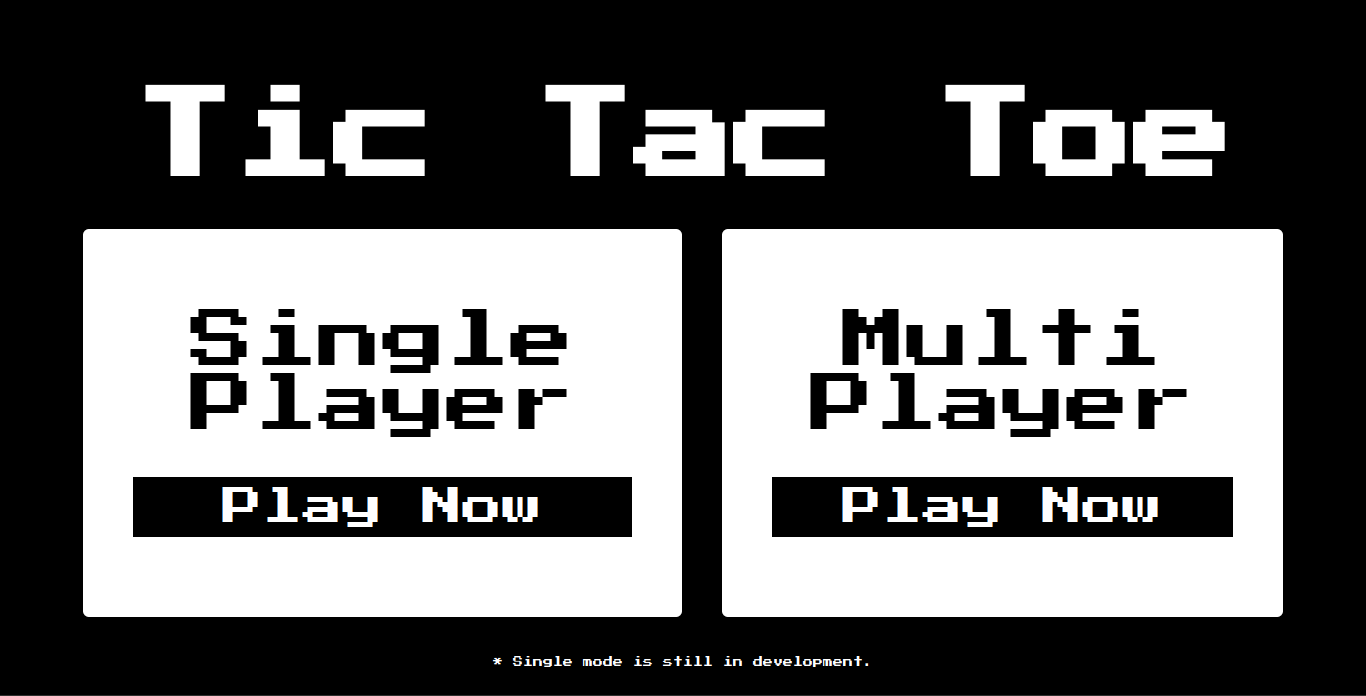 Tic Tac Toe
Single
Player
Play Now
Multi
Player
Play Now
* Single mode is still in development.